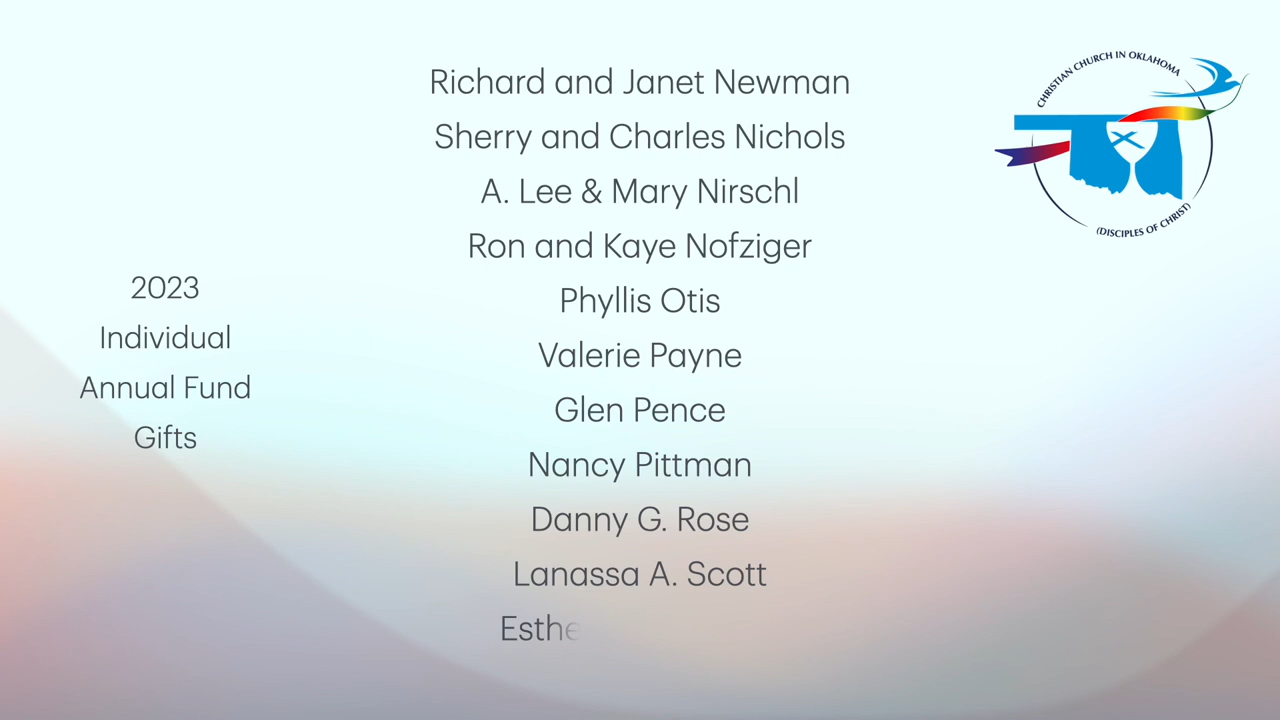 2023
Individual
Annual Fund
Gifts
Richard and Janet Newman
Sherry and Charles Nichols
A. Lee & Mary Nirschl
Ron and Kaye Nofziger
Phyllis Otis
Valerie Payne
Glen Pence
Nancy Pittman
Danny G. Rose
Lanassa A. Scott
Esthe
CHRISTIAN CHURCH IN OKLAHOMA
(DISCIPLES OF CHRIST)